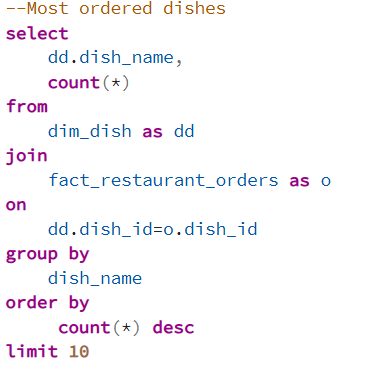 --Most ordered dishes
select
    dd.dish_name,
    count(*)
from
    dim_dish as dd
join
    fact_restaurant_orders as o
on
    dd.dish_id=o.dish_id
group by
    dish_name
order by
     count(*) desc
limit 10